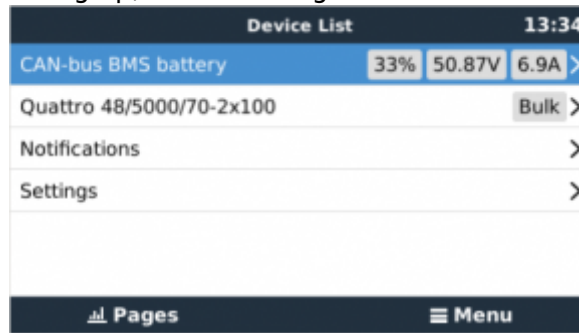 Device List 13:34
CAN-bus BMS battery 33% 50.87V 6.9A
Quattro 48/5000/70-2x100 Bulk
Notifications
Settings
Pages Menu